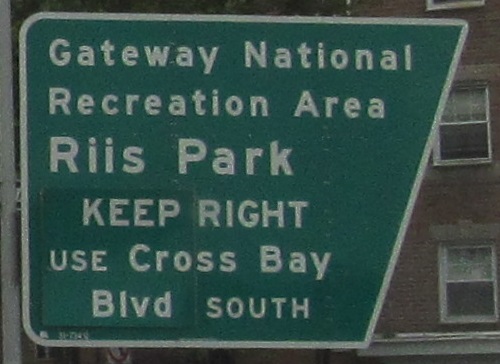 Gateway National
Recreation Area
Riis Park
KEEP RIGHT
USE Cross Bay
Blvd SOUTH